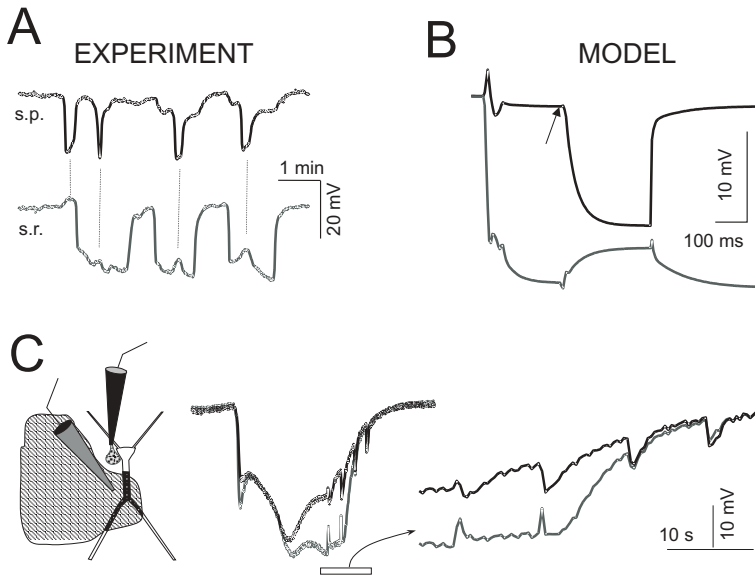 A
EXPERIMENT
s.p.
1 min
20 mV
s.r.
B
MODEL
10 mV
100 ms
C
10 s
10 mV